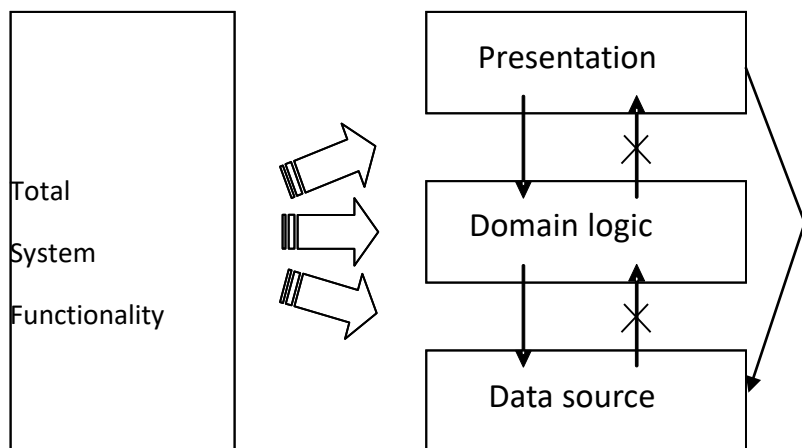 Total
System
Functionality
Presentation
Domain logic
Data source